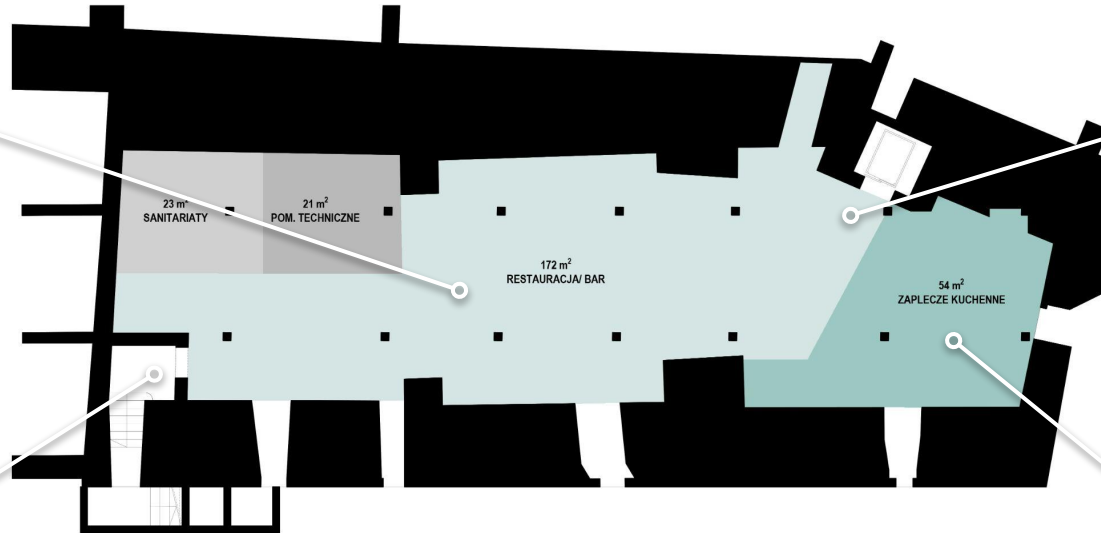 23 m²
SANITARIATY
21 m²
POM. TECHNICZNE
172 m²
RESTAURACJA/ BAR
54 m²
ZAPLECZE KUCHENNE